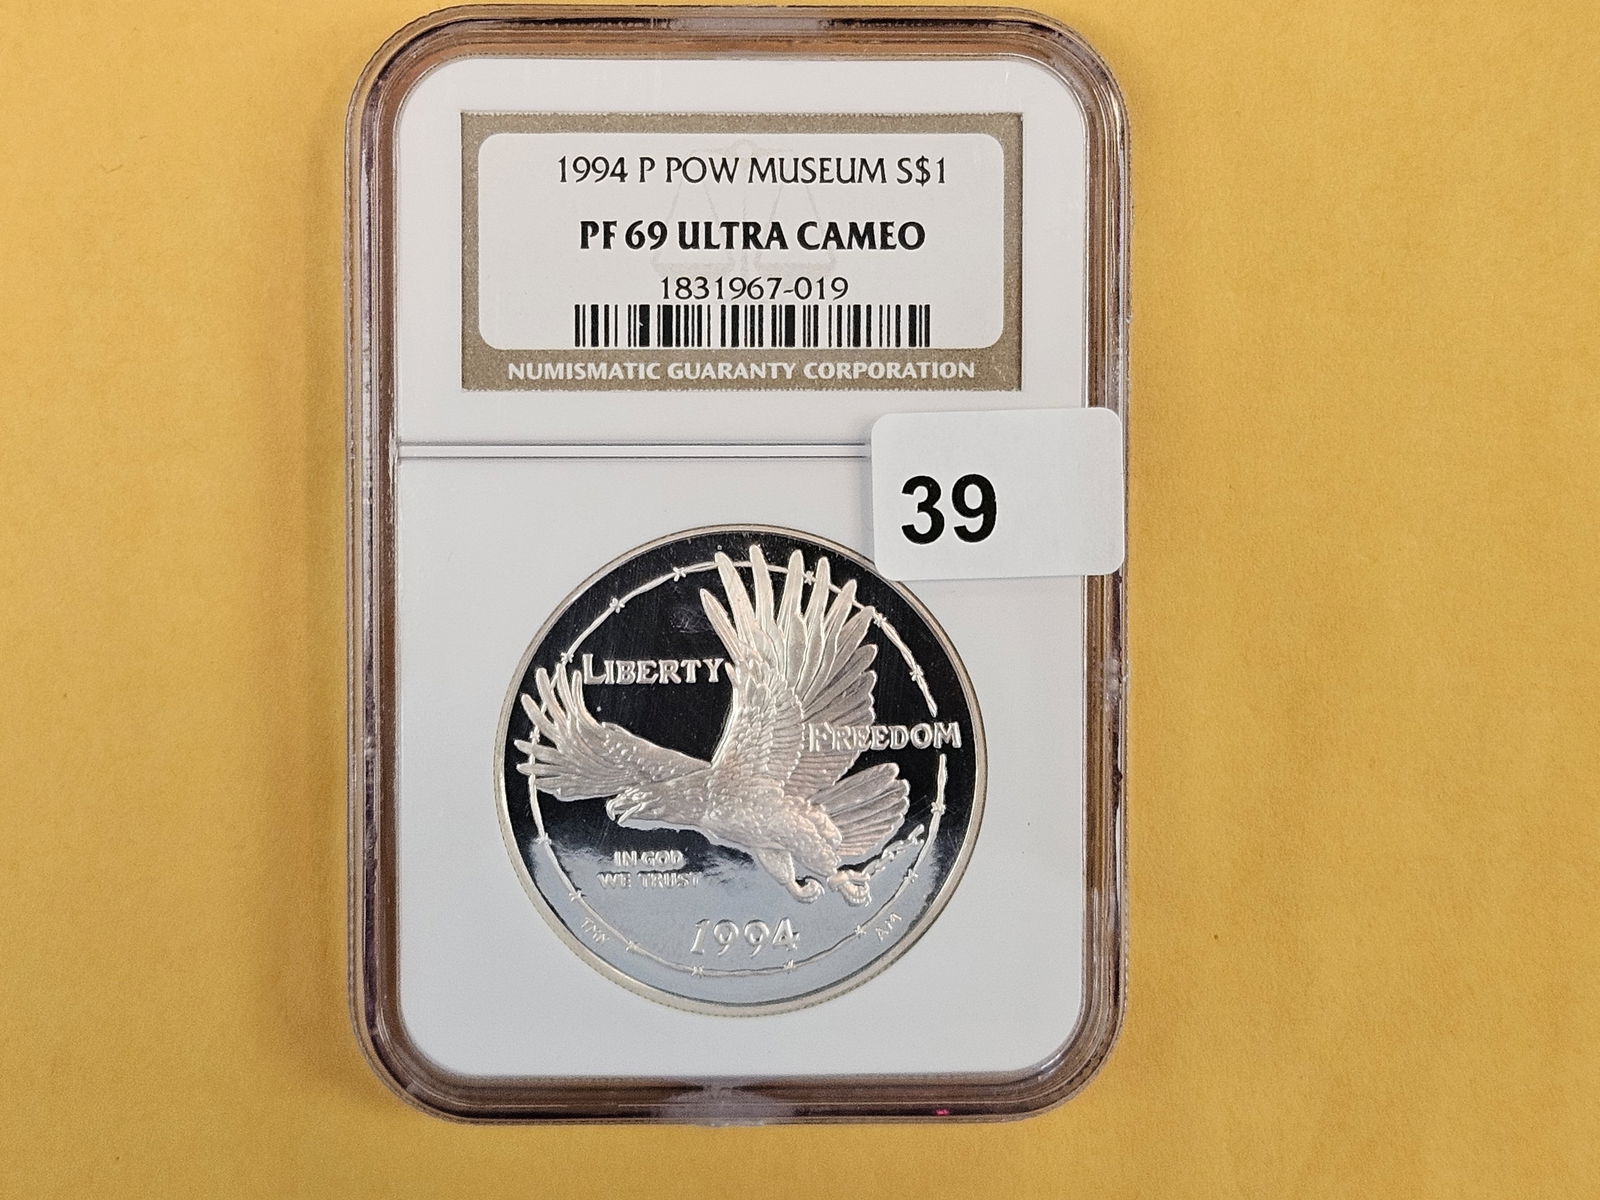 1994 P POW MUSEUM S$1
PF 69 ULTRA CAMEO
1831967-019
NUMISMATIC GUARANTY CORPORATION
39
LIBERTY
FREEDOM
IN GOD
WE TRUST
1994
AM